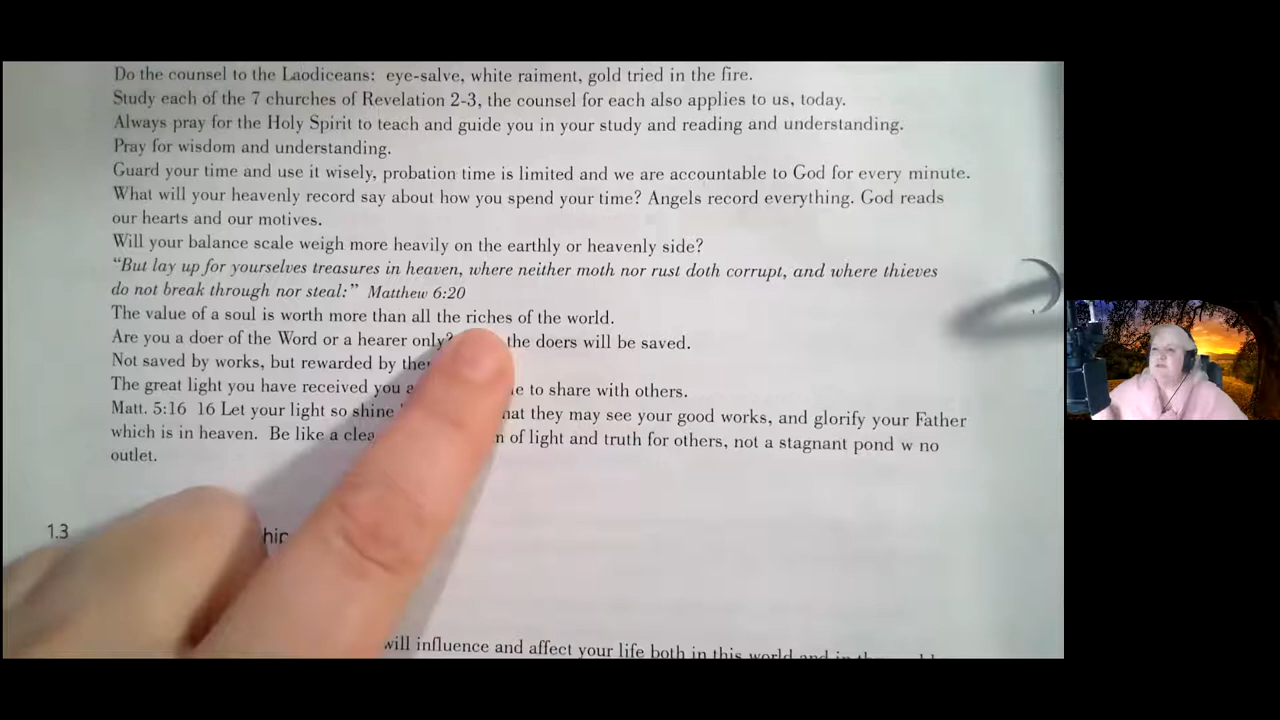 Do the counsel to the Laodiceans: eye-salve, white raiment, gold tried in the fire.
Study each of the 7 churches of Revelation 2-3, the counsel for each also applies to us, today.
Always pray for the Holy Spirit to teach and guide you in your study and reading and understanding.
Pray for wisdom and understanding.
Guard your time and use it wisely, probation time is limited and we are accountable to God for every minute.
What will your heavenly record say about how you spend your time? Angels record everything. God reads
our hearts and our motives.
Will your balance scale weigh more heavily on the earthly or heavenly side?
“But lay up for yourselves treasures in heaven, where neither moth nor rust doth corrupt, and where thieves
do not break through nor steal:” Matthew 6:20
The value of a soul is worth more than all the riches of the world.
Are you a doer of the Word or a hearer only? the doers will be saved.
Not saved by works, but rewarded by
The great light you have received you to share with others.
Matt. 5:16 16 Let your light so shine they may see your good works, and glorify your Father
which is in heaven. Be like a of light and truth for others, not a stagnant pond w no
outlet.
1.3
will influence and affect your life both in this world and in